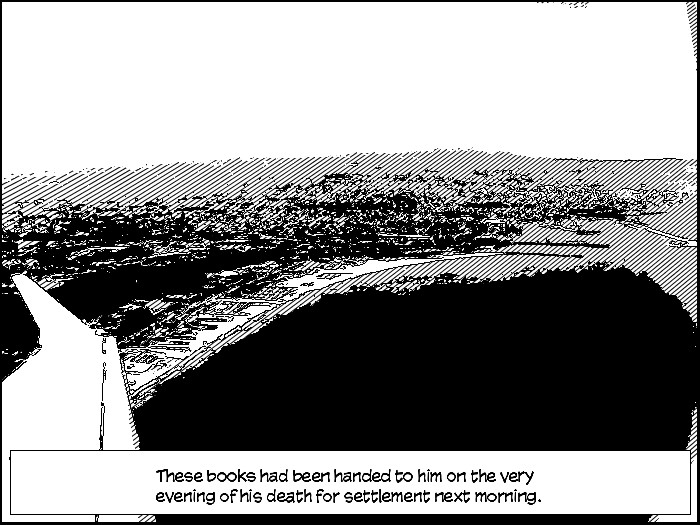 These books had been handed to him on the very
evening of his death for settlement next morning.